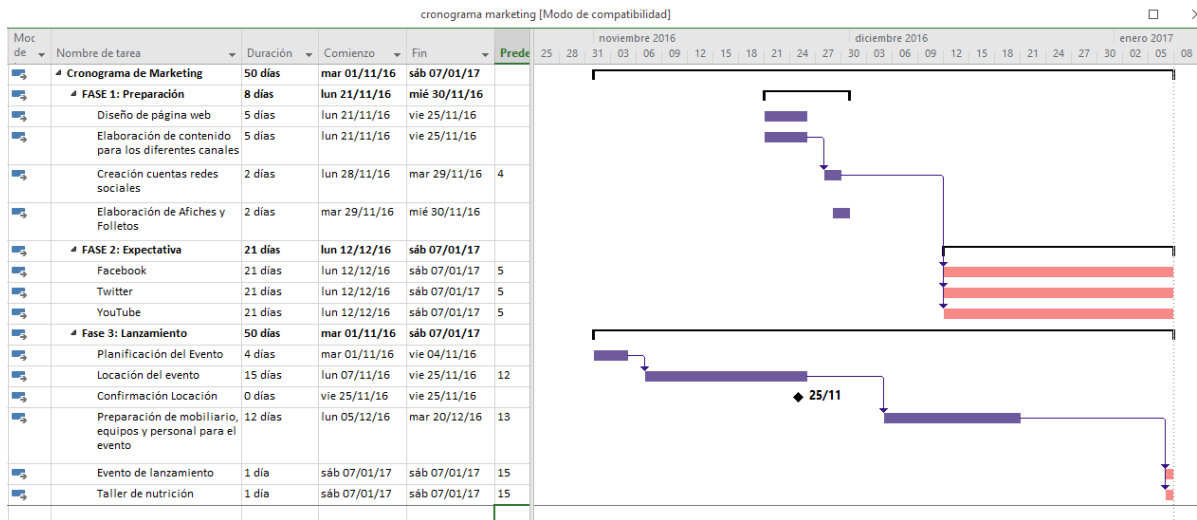 cronograma marketing [Modo de compatibilidad]
Moc
de Nombre de tarea Duración Comienzo Fin Prede
noviembre 2016 diciembre 2016 enero 2017
25 28 31 03 06 09 12 15 18 21 24 27 30 03 06 09 12 15 18 21 24 27 30 02 05 08
Cronograma de Marketing 50 días mar 01/11/16 sáb 07/01/17
FASE 1: Preparación 8 días lun 21/11/16 mié 30/11/16
Diseño de página web 5 días lun 21/11/16 vie 25/11/16
Elaboración de contenido 5 días lun 21/11/16 vie 25/11/16
para los diferentes canales
Creación cuentas redes 2 días lun 28/11/16 mar 29/11/16 4
sociales
Elaboración de Afiches y 2 días mar 29/11/16 mié 30/11/16
Folletos
FASE 2: Expectativa 21 días lun 12/12/16 sáb 07/01/17
Facebook 21 días lun 12/12/16 sáb 07/01/17 5
Twitter 21 días lun 12/12/16 sáb 07/01/17 5
YouTube 21 días lun 12/12/16 sáb 07/01/17 5
Fase 3: Lanzamiento 50 días mar 01/11/16 sáb 07/01/17
Planificación del Evento 4 días mar 01/11/16 vie 04/11/16
Locación del evento 15 días lun 07/11/16 vie 25/11/16 12
Confirmación Locación 0 días vie 25/11/16 vie 25/11/16 25/11
Preparación de mobiliario, 12 días lun 05/12/16 mar 20/12/16 13
equipos y personal para el
evento
Evento de lanzamiento 1 día sáb 07/01/17 sáb 07/01/17 15
Taller de nutrición 1 día sáb 07/01/17 sáb 07/01/17 15